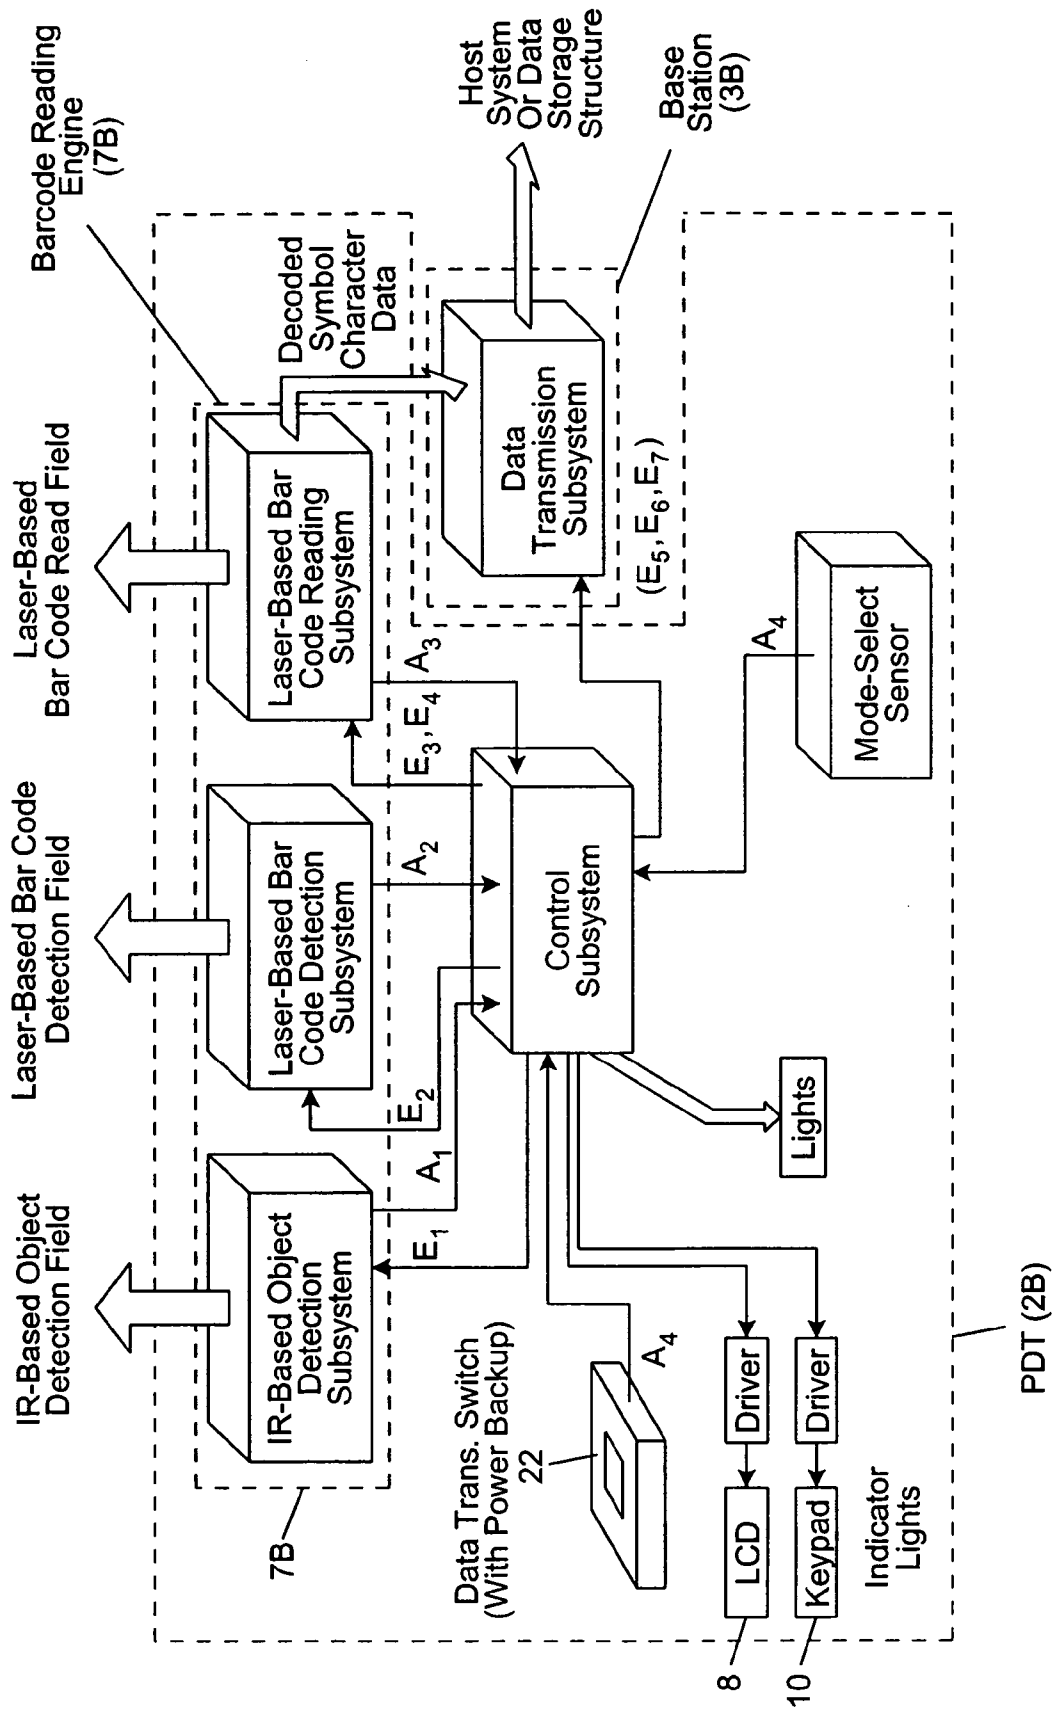 IR-Based Object
Detection Field
Laser-Based Bar Code
Detection Field
Laser-Based
Bar Code Read Field
Barcode Reading
Engine
(7B)
7B
IR-Based Object
Detection
Subsystem
Laser-Based Bar
Code Detection
Subsystem
Laser-Based Bar
Code Reading
Subsystem
Decoded
Symbol
Character
Data
Host
System
Or Data
Storage
Structure
Base
Station
(3B)
E1
A1
E2
A2
E3, E4
A3
Data
Transmission
Subsystem
(E5, E6, E7)
Control
Subsystem
Data Trans. Switch
(With Power Backup)
22
A4
A4
Mode-Select
Sensor
Lights
8
LCD
Driver
10
Keypad
Driver
Indicator
Lights
PDT (2B)